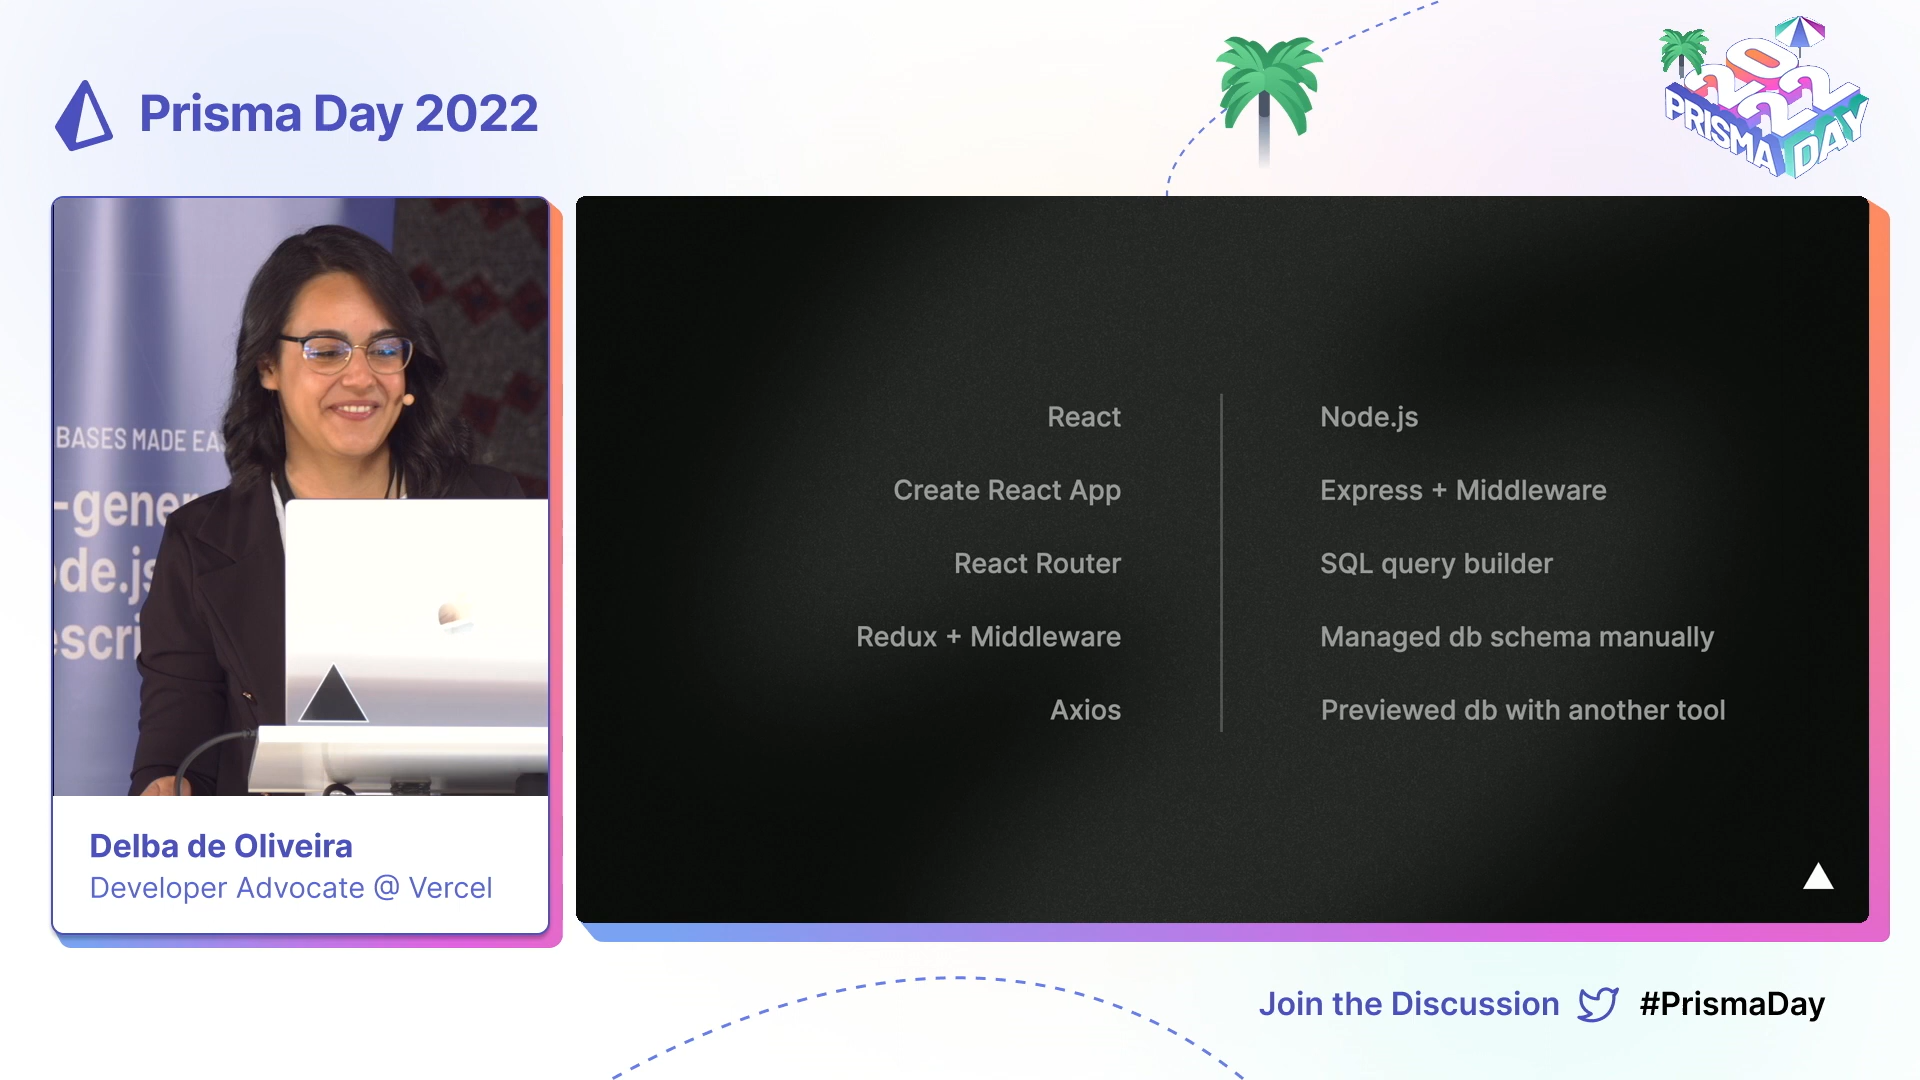 Prisma Day 2022
2022
PRISMA DAY
BASES MADE EA
-gene
de.js
escri
Delba de Oliveira
Developer Advocate @ Vercel
React
Create React App
React Router
Redux + Middleware
Axios
Node.js
Express + Middleware
SQL query builder
Managed db schema manually
Previewed db with another tool
Join the Discussion #PrismaDay